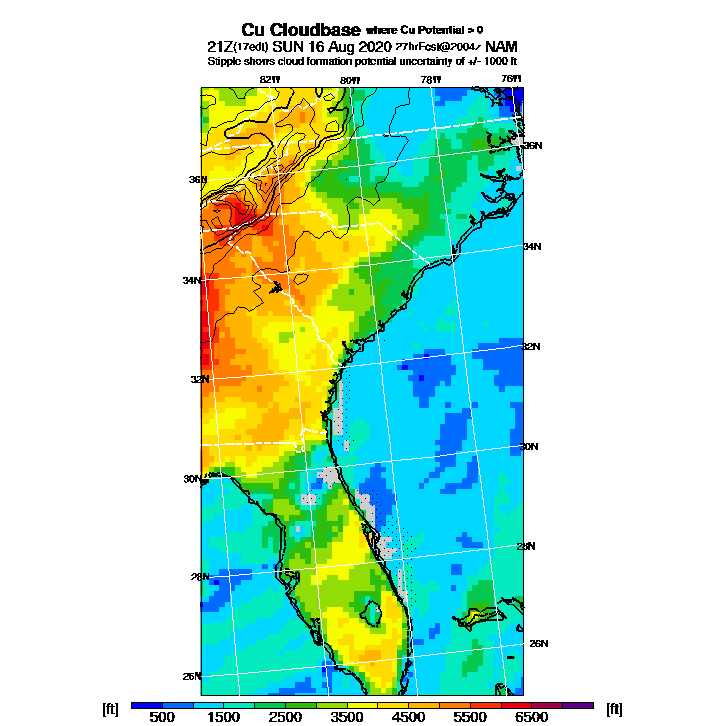 Cu Cloudbase where Cu Potential > 0
21Z(17edt) SUN 16 Aug 2020 27hrFcst@2004z NAM
Stipple shows cloud formation potential uncertainty of +/- 1000 ft
82W 80W 78W 76W
36N
36N
34N
34N
32N
32N
30N
30N
28N
28N
26N
26N
[ft] [ft]
500 1500 2500 3500 4500 5500 6500